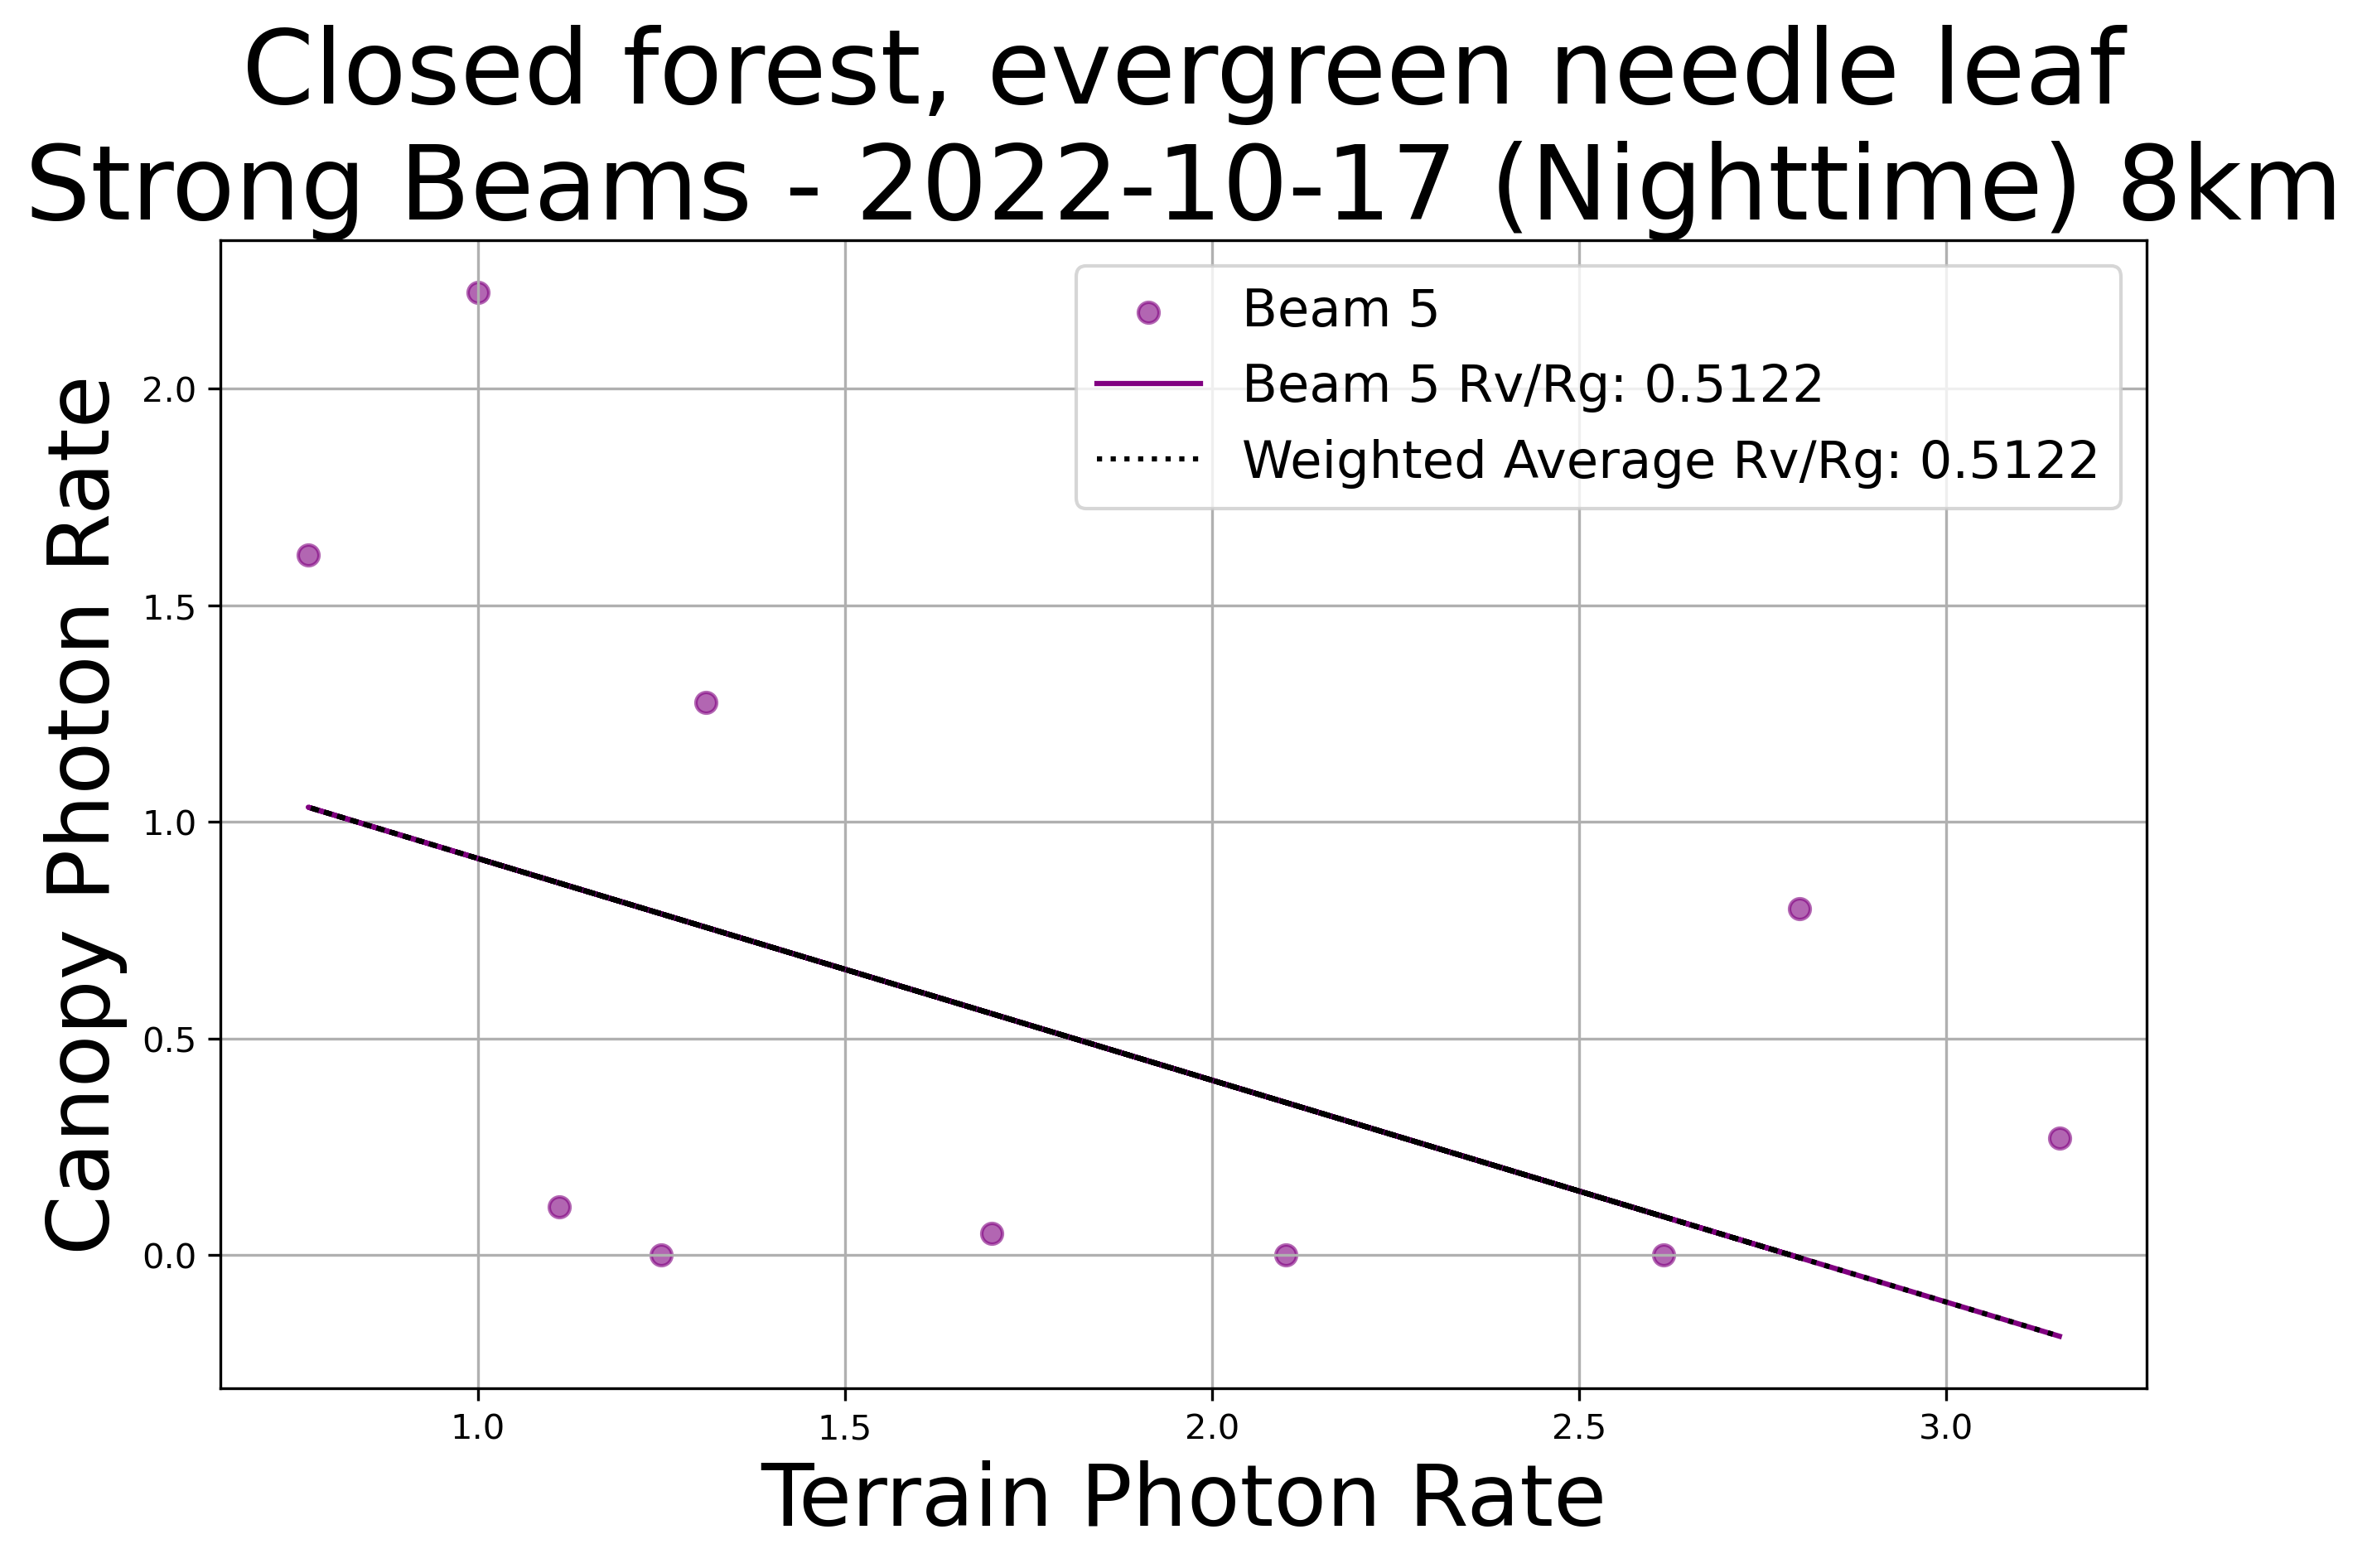 Closed forest, evergreen needle leaf
Strong Beams - 2022-10-17 (Nighttime) 8km
Beam 5
Beam 5 Rv/Rg: 0.5122
Weighted Average Rv/Rg: 0.5122
Canopy Photon Rate
2.0
1.5
1.0
0.5
0.0
1.0
1.5
2.0
2.5
3.0
Terrain Photon Rate